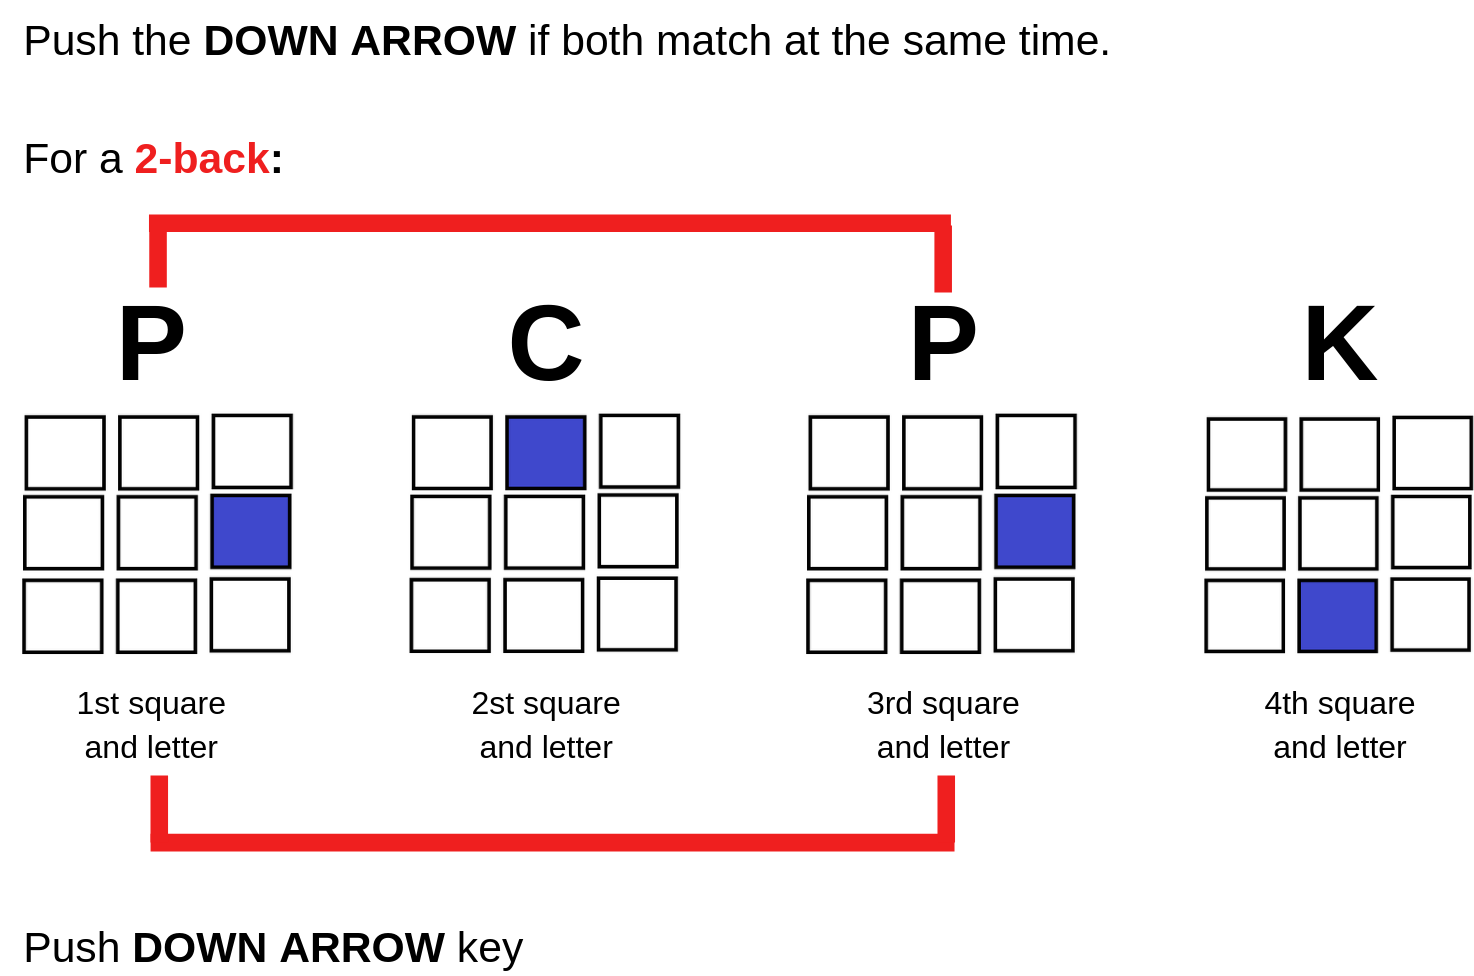 Push the DOWN ARROW if both match at the same time.
For a 2-back:
P C P K
1st square and letter
2st square and letter
3rd square and letter
4th square and letter
Push DOWN ARROW key